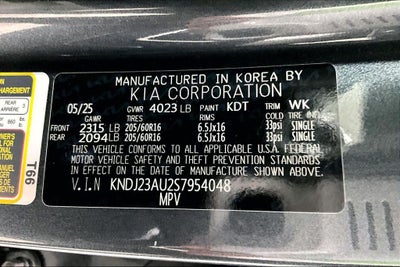 MANUFACTURED IN KOREA BY
KIA CORPORATION
05/25 GVWR 4023 LB PAINT KDT TRIM WK
GAWR TIRE RIM COLD TIRE INF.
FRONT 2315 LB 205/60R16 6.5Jx16 33psi SINGLE
REAR 2094 LB 205/60R16 6.5Jx16 33psi SINGLE
THIS VEHICLE CONFORMS TO ALL APPLICABLE U.S.A. FEDERAL
MOTOR VEHICLE SAFETY, BUMPER, AND THEFT PREVENTION
STANDARDS IN EFFECT ON THE DATE OF MANUFACTURE SHOWN ABOVE.
V.I.N KNDJ23AU2S7954048
MPV
T66